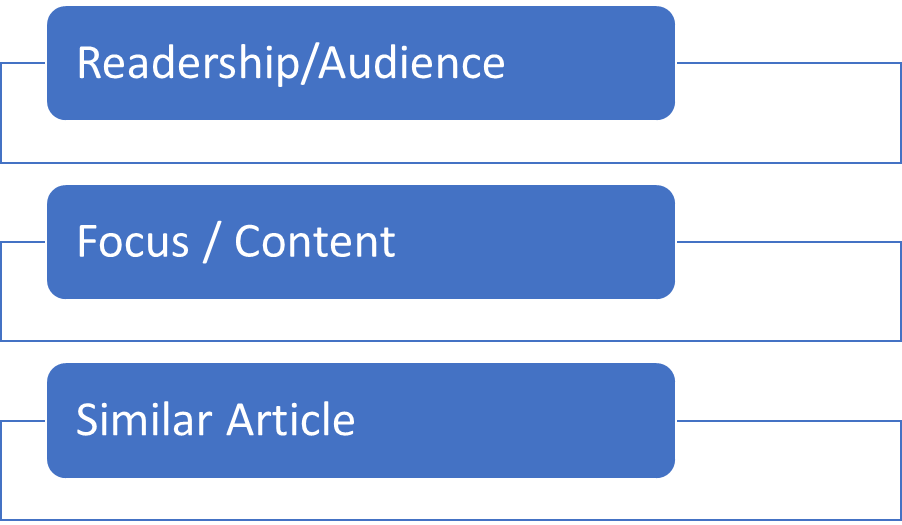 Readership/Audience
Focus / Content
Similar Article